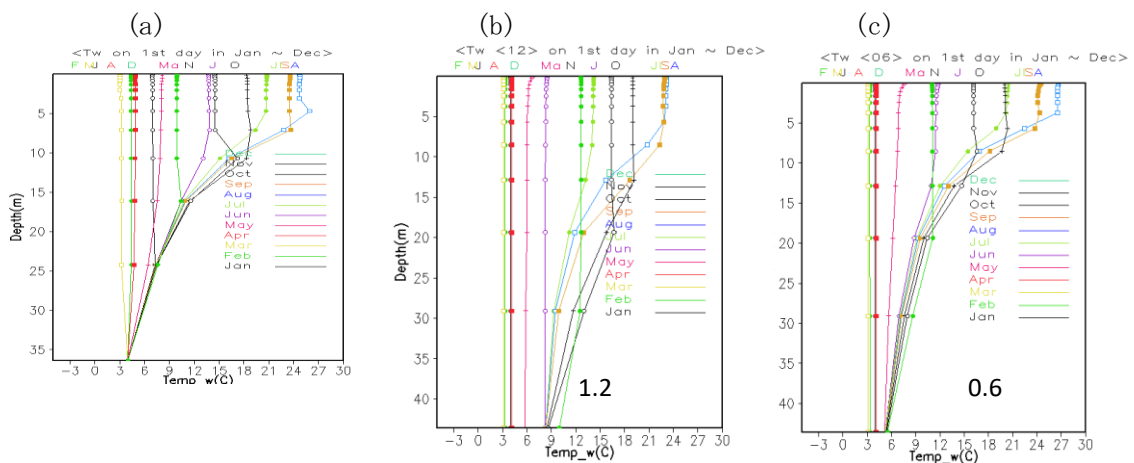 (a)
<Tw on 1st day in Jan ~ Dec>
F M J A D Ma N J O JlS A
5
10
15
20
25
30
35
Depth(m)
Dec
Nov
Oct
Sep
Aug
Jul
Jun
May
Apr
Mar
Feb
Jan
-3 0 3 6 9 12 15 18 21 24 27 30
Temp_w(C)
(b)
<Tw <12> on 1st day in Jan ~ Dec>
F M J A D Ma N J O Jl S A
5
10
15
20
25
30
35
40
Depth(m)
Dec
Nov
Oct
Sep
Aug
Jul
Jun
May
Apr
Mar
Feb
Jan
1.2
-3 0 3 6 9 12 15 18 21 24 27 30
Temp_w(C)
(c)
<Tw <06> on 1st day in Jan ~ Dec>
F M J A D Ma N J O JlS A
5
10
15
20
25
30
35
40
Depth(m)
Dec
Nov
Oct
Sep
Aug
Jul
Jun
May
Apr
Mar
Feb
Jan
0.6
-3 0 3 6 9 12 15 18 21 24 27 30
Temp_w(C)